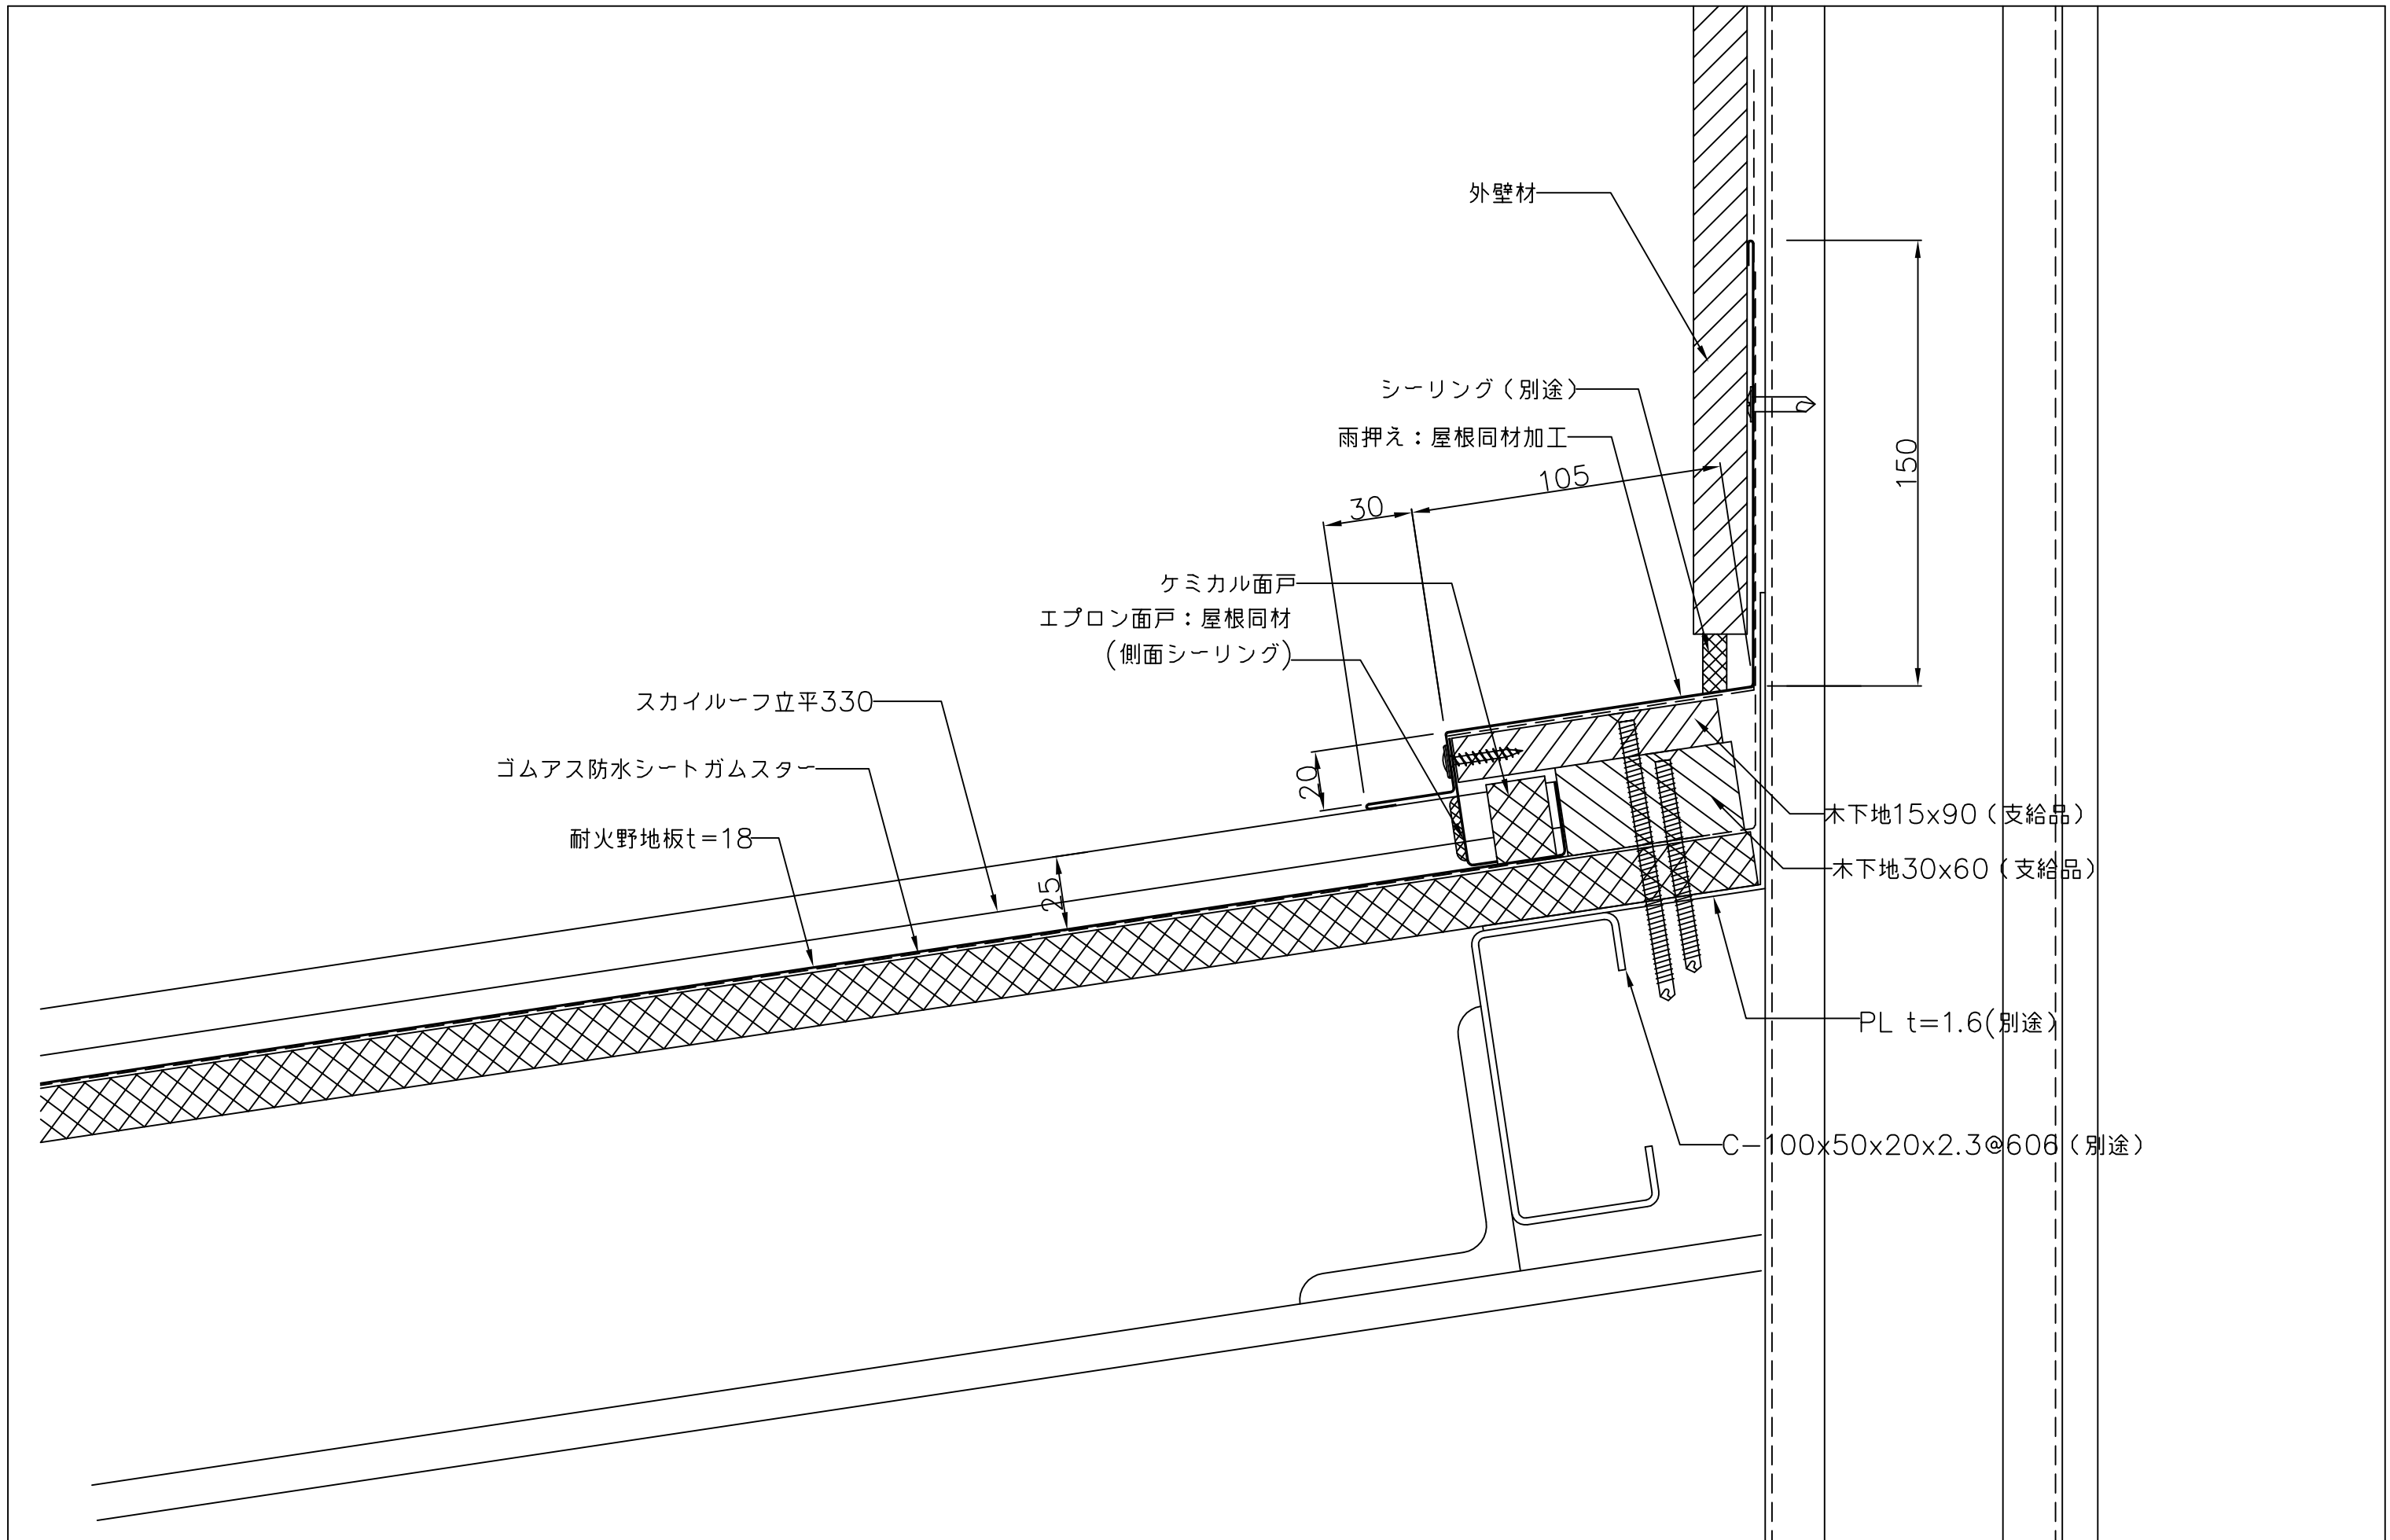 外壁材
シーリング（別途）
雨押え：屋根同材加工
105
30
150
ケミカル面戸
エプロン面戸：屋根同材
(側面シーリング)
スカイルーフ立平330
ゴムアス防水シートガムスター
20
耐火野地板t=18
木下地15x90（支給品）
木下地30x60（支給品）
25
PL t=1.6(別途)
C-100x50x20x2.3@606（別途）